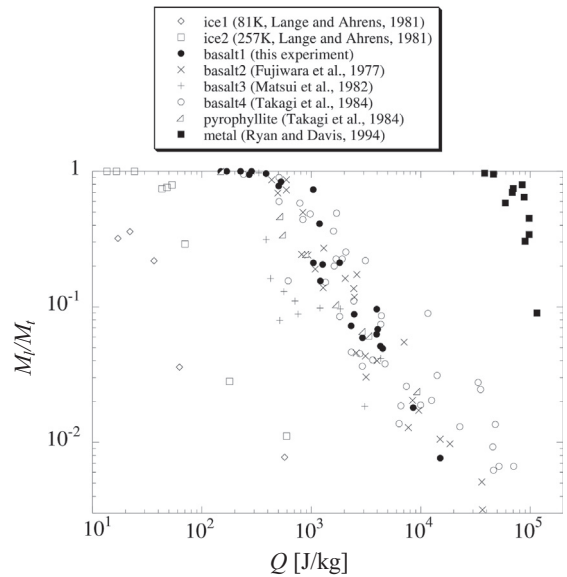 ice1 (81K, Lange and Ahrens, 1981)
ice2 (257K, Lange and Ahrens, 1981)
basalt1 (this experiment)
basalt2 (Fujiwara et al., 1977)
basalt3 (Matsui et al., 1982)
basalt4 (Takagi et al., 1984)
pyrophyllite (Takagi et al., 1984)
metal (Ryan and Davis, 1994)
1
10⁻¹
10⁻²
M_l/M_t
10¹ 10² 10³ 10⁴ 10⁵
Q [J/kg]